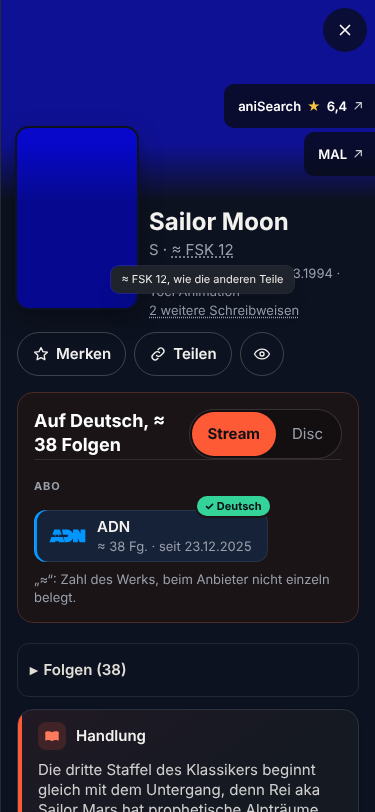 aniSearch ★ 6,4 ↗
MAL ↗
Sailor Moon
S · ≈ FSK 12
3.1994 ·
≈ FSK 12, wie die anderen Teile
Toei Animation
2 weitere Schreibweisen
Merken
Teilen
Auf Deutsch, ≈
38 Folgen
Stream
Disc
ABO
✓ Deutsch
ADN
ADN
≈ 38 Fg. · seit 23.12.2025
„≈“: Zahl des Werks, beim Anbieter nicht einzeln
belegt.
▸ Folgen (38)
Handlung
Die dritte Staffel des Klassikers beginnt
gleich mit dem Untergang, denn Rei aka
Sailor Mars hat prophetische Alpträume